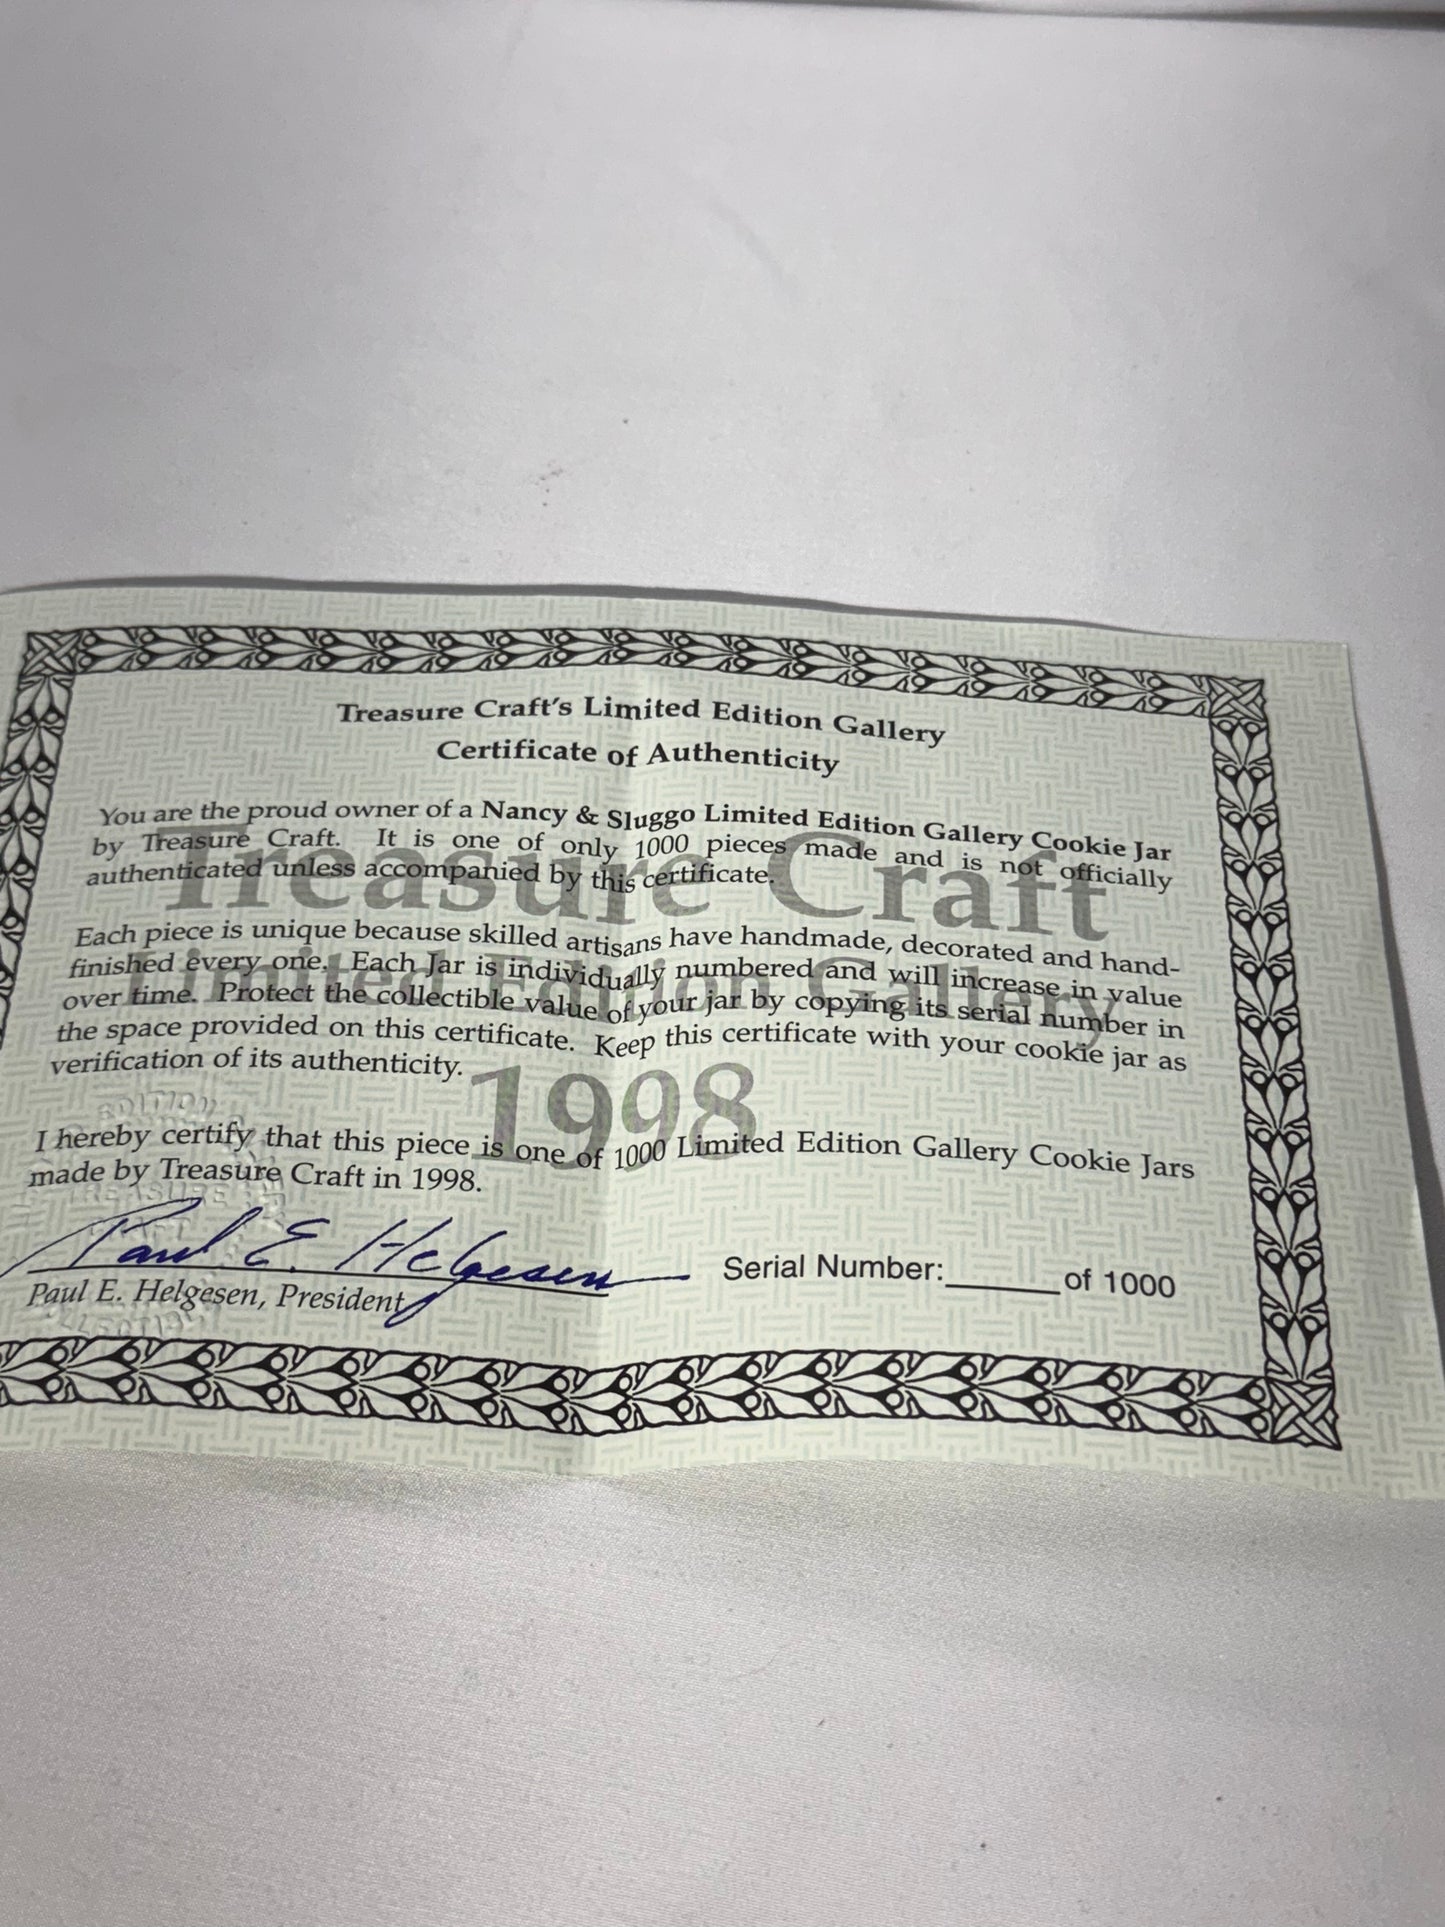 Treasure Craft's Limited Edition Gallery
Certificate of Authenticity
You are the proud owner of a Nancy & Sluggo Limited Edition Gallery Cookie Jar
by Treasure Craft. It is one of only 1000 pieces made and is not officially
authenticated unless accompanied by this certificate.
Treasure Craft
Limited Edition Gallery
1998
Each piece is unique because skilled artisans have handmade, decorated and hand-
finished every one. Each Jar is individually numbered and will increase in value
over time. Protect the collectible value of your jar by copying its serial number in
the space provided on this certificate. Keep this certificate with your cookie jar as
verification of its authenticity.
EDITION
TREASURE
CRAFT
COLLECTIBLE
I hereby certify that this piece is one of 1000 Limited Edition Gallery Cookie Jars
made by Treasure Craft in 1998.
Paul E. Helgesen
Paul E. Helgesen, President
Serial Number:______ of 1000